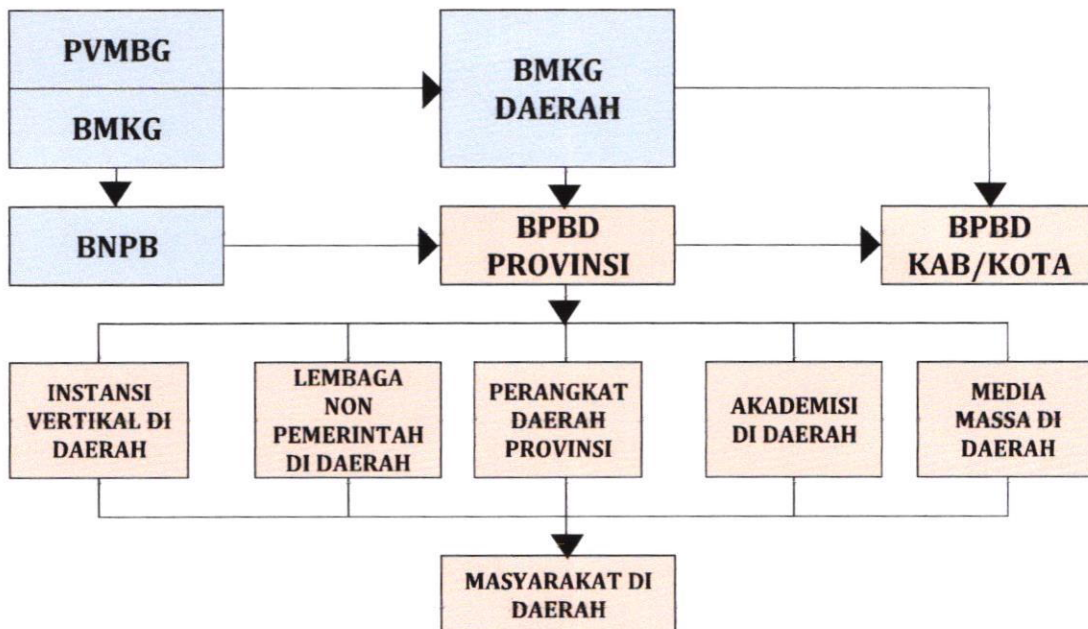 PVMBG
BMKG
BMKG
DAERAH
BNPB
BPBD
PROVINSI
BPBD
KAB/KOTA
INSTANSI
VERTIKAL DI
DAERAH
LEMBAGA
NON
PEMERINTAH
DI DAERAH
PERANGKAT
DAERAH
PROVINSI
AKADEMISI
DI DAERAH
MEDIA
MASSA DI
DAERAH
MASYARAKAT DI
DAERAH